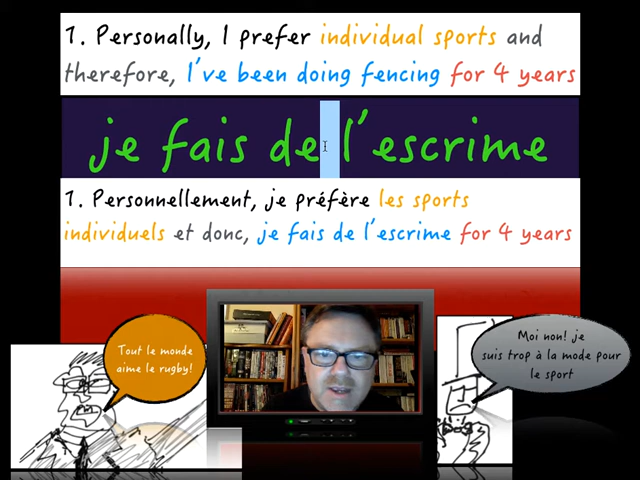 1. Personally, I prefer individual sports and
therefore, I've been doing fencing for 4 years
je fais de l'escrime
1. Personnellement, je préfère les sports
individuels et donc, je fais de l'escrime for 4 years
Tout le monde
aime le rugby!
Moi non! je
suis trop à la mode pour
le sport